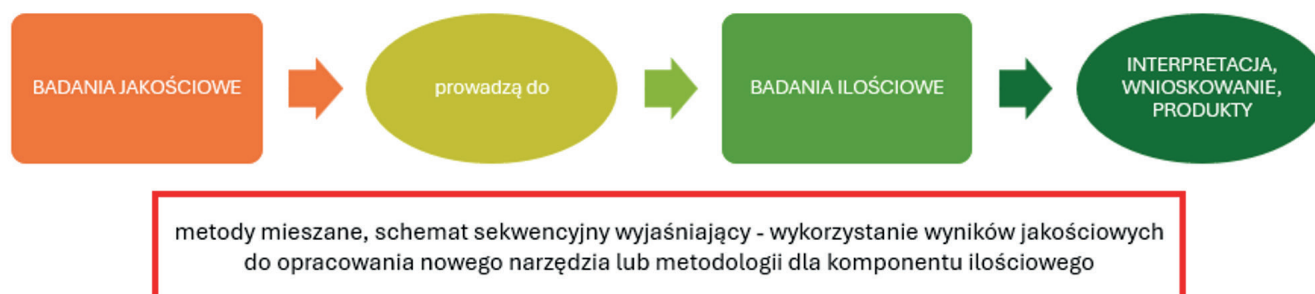 BADANIA JAKOŚCIOWE
prowadzą do
BADANIA ILOŚCIOWE
INTERPRETACJA,
WNIOSKOWANIE,
PRODUKTY
metody mieszane, schemat sekwencyjny wyjaśniający - wykorzystanie wyników jakościowych
do opracowania nowego narzędzia lub metodologii dla komponentu ilościowego